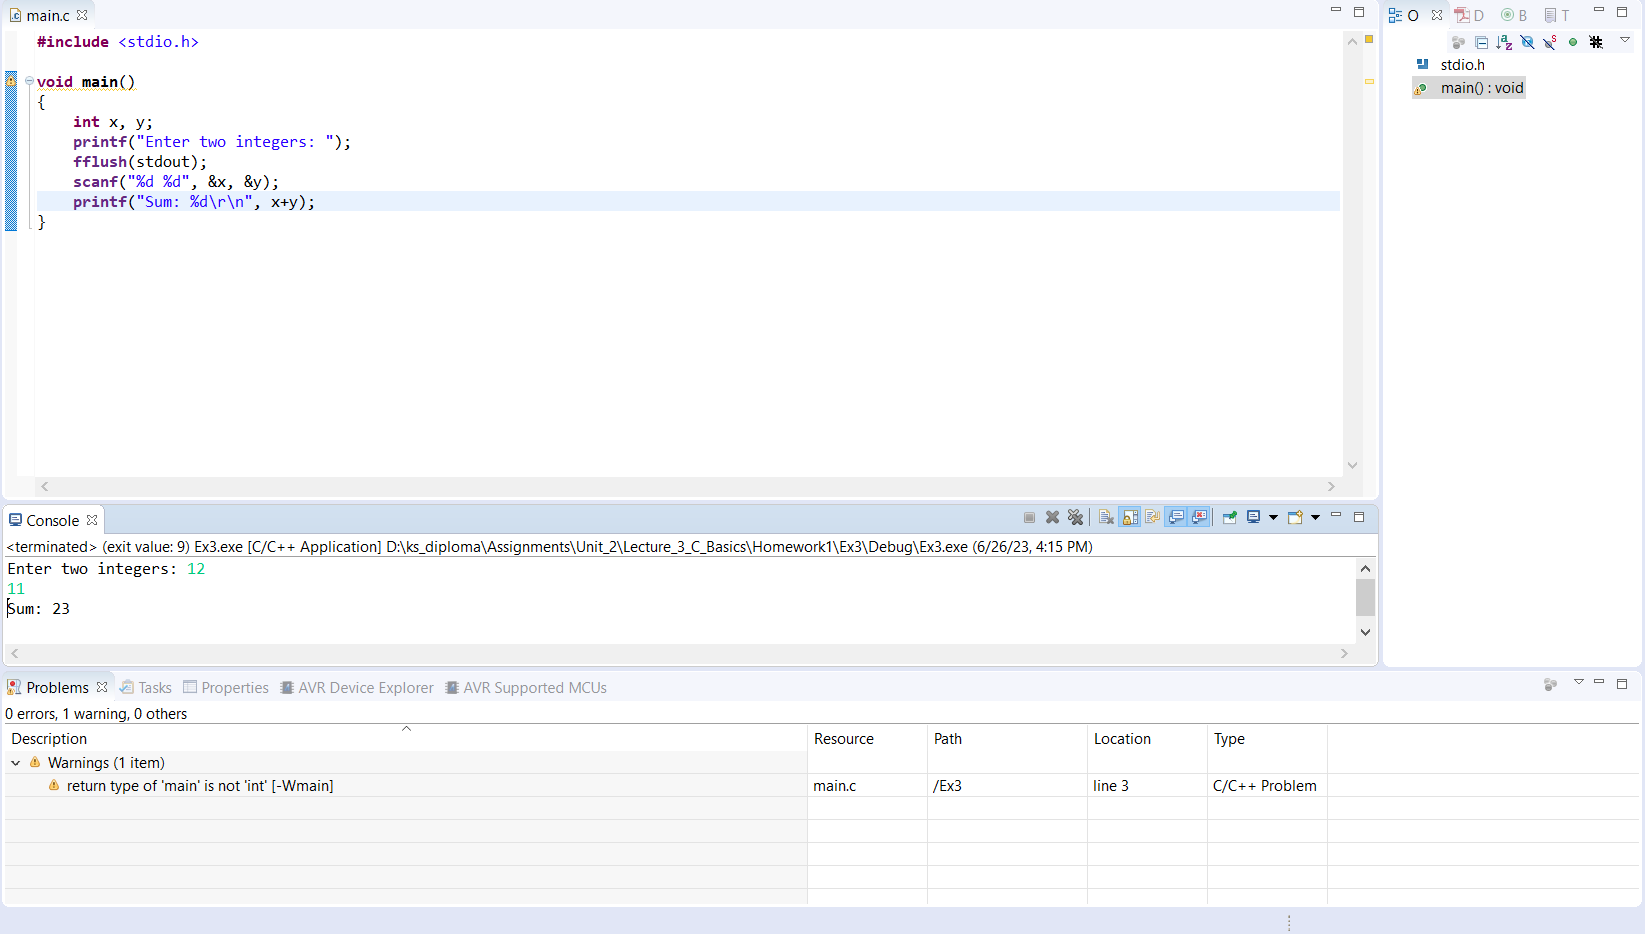 main.c
#include <stdio.h>
void main()
{
int x, y;
printf("Enter two integers: ");
fflush(stdout);
scanf("%d %d", &x, &y);
printf("Sum: %d\r\n", x+y);
}
O D B T
stdio.h
main() : void
Console
<terminated> (exit value: 9) Ex3.exe [C/C++ Application] D:\ks_diploma\Assignments\Unit_2\Lecture_3_C_Basics\Homework1\Ex3\Debug\Ex3.exe (6/26/23, 4:15 PM)
Enter two integers: 12
11
Sum: 23
Problems Tasks Properties AVR Device Explorer AVR Supported MCUs
0 errors, 1 warning, 0 others
Description Resource Path Location Type
Warnings (1 item)
return type of 'main' is not 'int' [-Wmain] main.c /Ex3 line 3 C/C++ Problem